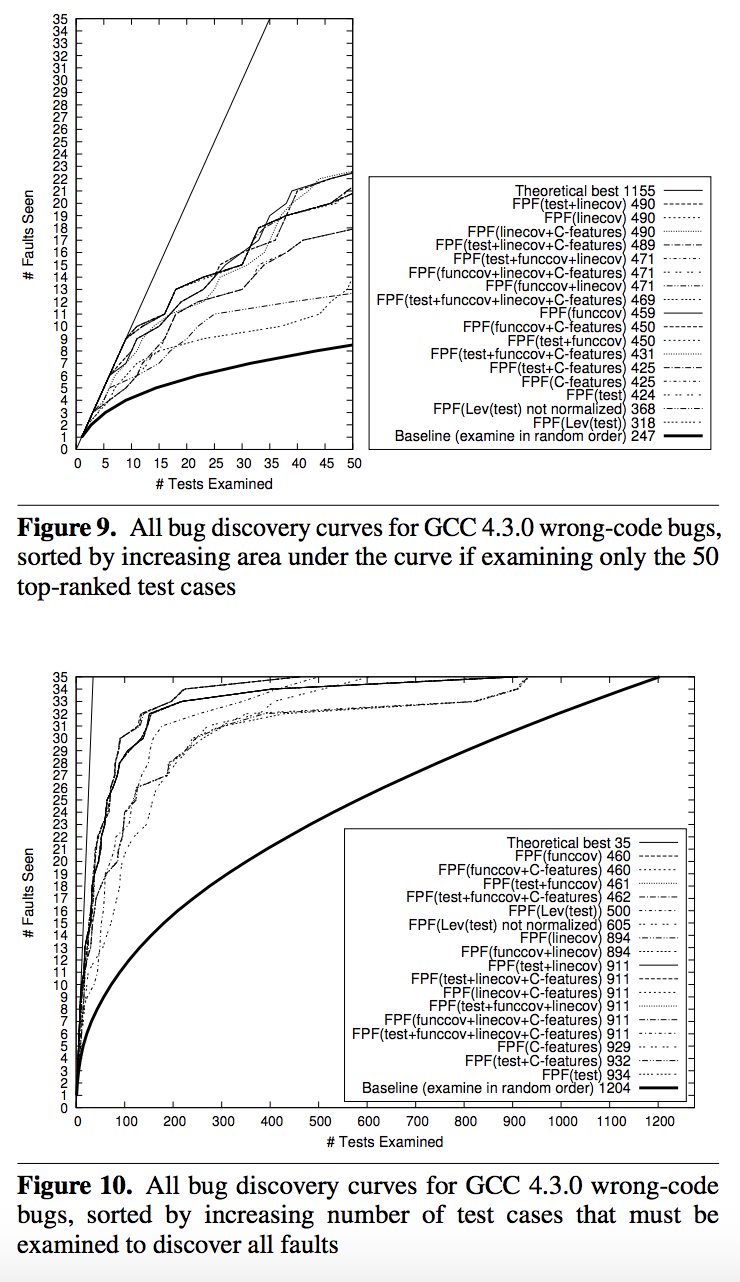 35
34
33
32
31
30
29
28
27
26
25
24
23
22
21
20
19
18
17
16
15
14
13
12
11
10
9
8
7
6
5
4
3
2
1
0
# Faults Seen
0 5 10 15 20 25 30 35 40 45 50
# Tests Examined
Theoretical best 1155
FPF(test+linecov) 490
FPF(linecov) 490
FPF(linecov+C-features) 490
FPF(test+linecov+C-features) 489
FPF(test+funccov+linecov) 471
FPF(funccov+linecov+C-features) 471
FPF(funccov+linecov) 471
FPF(test+funccov+linecov+C-features) 469
FPF(funccov) 459
FPF(funccov+C-features) 450
FPF(test+funccov) 450
FPF(test+funccov+C-features) 431
FPF(test+C-features) 425
FPF(C-features) 425
FPF(test) 424
FPF(Lev(test) not normalized) 368
FPF(Lev(test)) 318
Baseline (examine in random order) 247
Figure 9. All bug discovery curves for GCC 4.3.0 wrong-code bugs,
sorted by increasing area under the curve if examining only the 50
top-ranked test cases
35
34
33
32
31
30
29
28
27
26
25
24
23
22
21
20
19
18
17
16
15
14
13
12
11
10
9
8
7
6
5
4
3
2
1
0
# Faults Seen
0 100 200 300 400 500 600 700 800 900 1000 1100 1200
# Tests Examined
Theoretical best 35
FPF(funccov) 460
FPF(funccov+C-features) 460
FPF(test+funccov) 461
FPF(test+funccov+C-features) 462
FPF(Lev(test)) 500
FPF(Lev(test) not normalized) 605
FPF(linecov) 894
FPF(funccov+linecov) 894
FPF(test+linecov) 911
FPF(test+linecov+C-features) 911
FPF(linecov+C-features) 911
FPF(test+funccov+linecov) 911
FPF(funccov+linecov+C-features) 911
FPF(test+funccov+linecov+C-features) 911
FPF(C-features) 929
FPF(test+C-features) 932
FPF(test) 934
Baseline (examine in random order) 1204
Figure 10. All bug discovery curves for GCC 4.3.0 wrong-code
bugs, sorted by increasing number of test cases that must be
examined to discover all faults